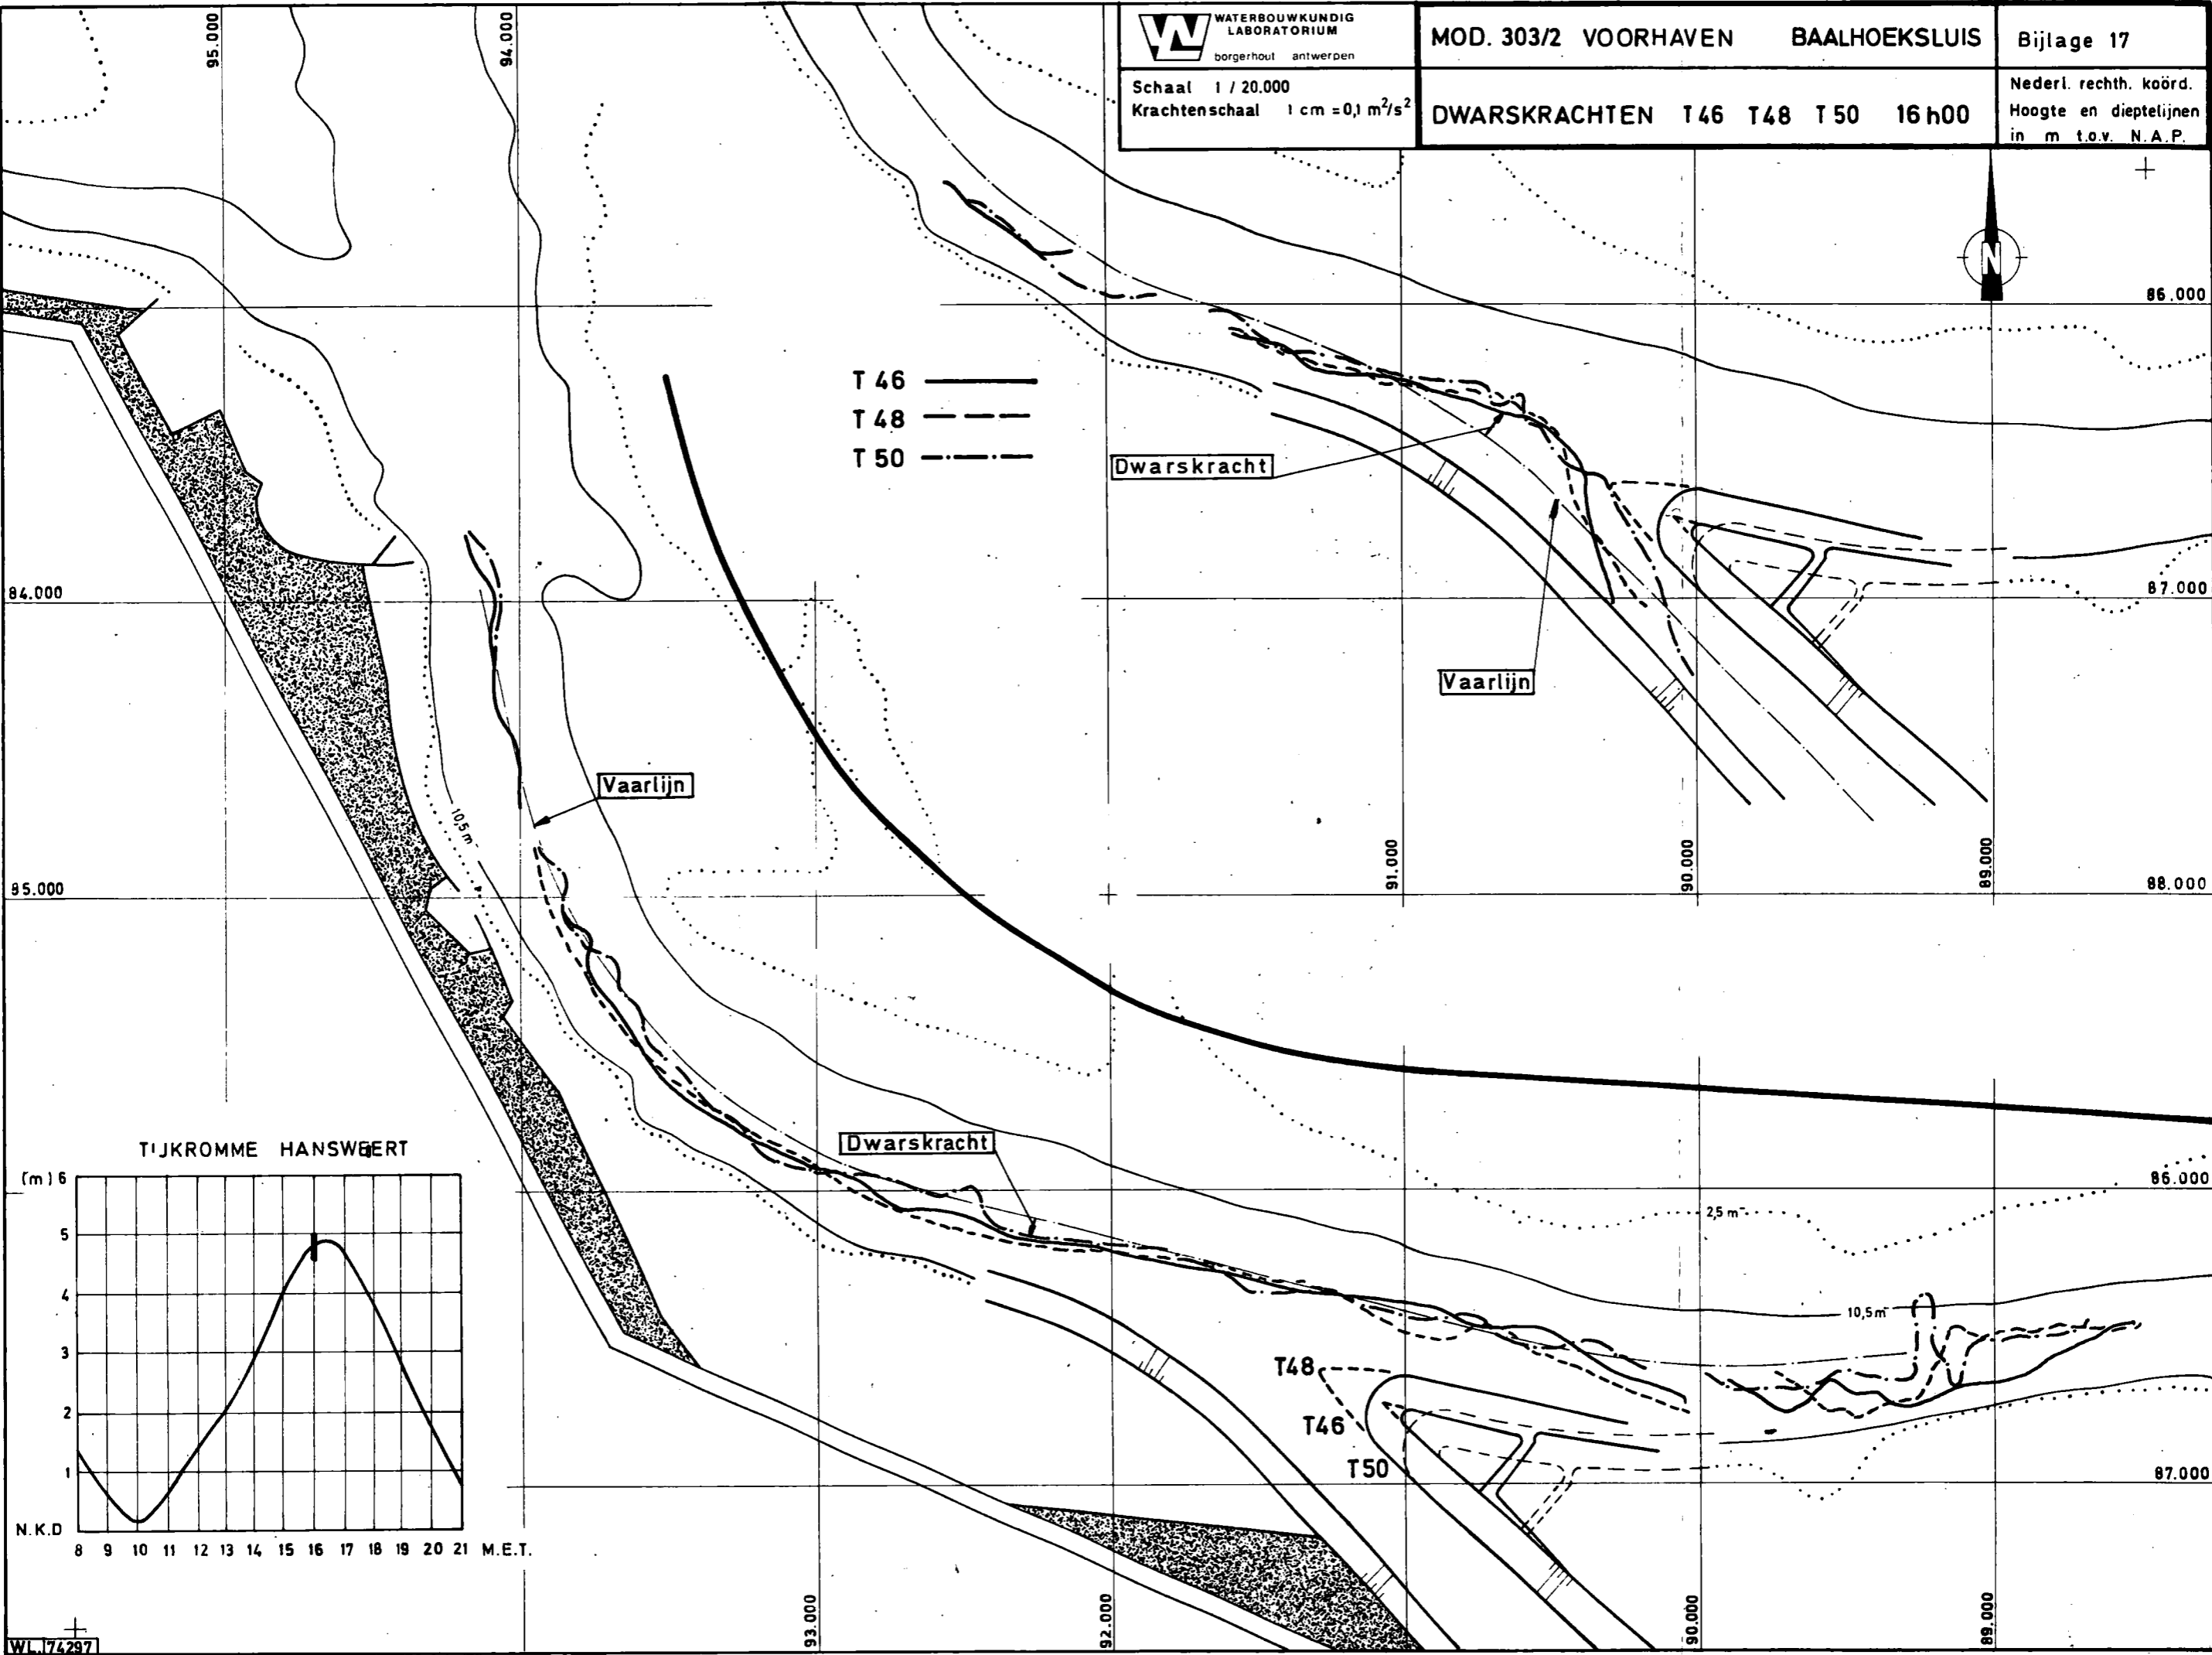 WATERBOUWKUNDIG
LABORATORIUM
borgerhout antwerpen
Schaal 1 / 20.000
Krachtenschaal 1 cm = 0,1 m²/s²
MOD. 303/2 VOORHAVEN BAALHOEKSLUIS
DWARSKRACHTEN T46 T48 T50 16h00
Bijlage 17
Nederl. rechth. koörd.
Hoogte en dieptelijnen
in m t.o.v. N.A.P.
95.000
94.000
N
86.000
T 46
T 48
T 50
Dwarskracht
84.000
87.000
Vaarlijn
Vaarlijn
10,5 m
91.000
90.000
89.000
85.000
88.000
Dwarskracht
TIJKROMME HANSWEERT
(m) 6
5
4
3
2
1
N.K.D
8 9 10 11 12 13 14 15 16 17 18 19 20 21 M.E.T.
86.000
2,5 m
10,5 m
T48
T46
T50
87.000
93.000
92.000
90.000
89.000
WL. 74297